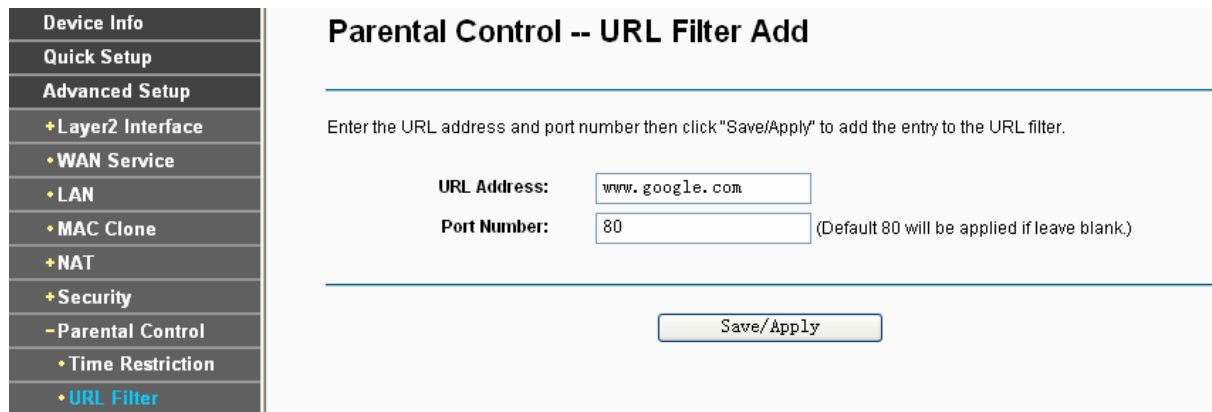 Device Info
Quick Setup
Advanced Setup
+Layer2 Interface
•WAN Service
•LAN
•MAC Clone
+NAT
+Security
−Parental Control
•Time Restriction
•URL Filter
Parental Control -- URL Filter Add
Enter the URL address and port number then click "Save/Apply" to add the entry to the URL filter.
URL Address: www.google.com
Port Number: 80 (Default 80 will be applied if leave blank.)
Save/Apply